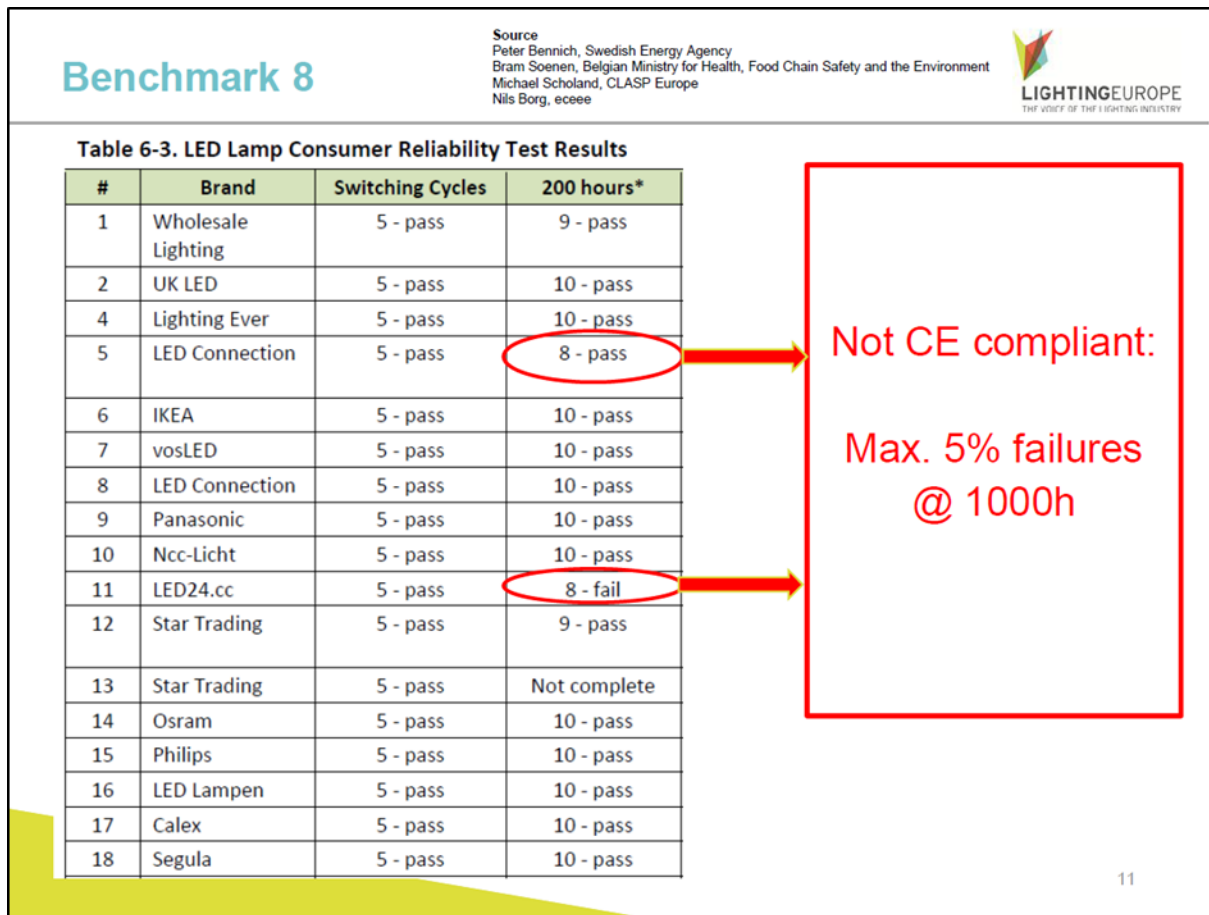 Benchmark 8
Source
Peter Bennich, Swedish Energy Agency
Bram Soenen, Belgian Ministry for Health, Food Chain Safety and the Environment
Michael Scholand, CLASP Europe
Nils Borg, eceee
LIGHTINGEUROPE
THE VOICE OF THE LIGHTING INDUSTRY
Table 6-3. LED Lamp Consumer Reliability Test Results
# Brand Switching Cycles 200 hours*
1 Wholesale Lighting 5 - pass 9 - pass
2 UK LED 5 - pass 10 - pass
4 Lighting Ever 5 - pass 10 - pass
5 LED Connection 5 - pass 8 - pass
6 IKEA 5 - pass 10 - pass
7 vosLED 5 - pass 10 - pass
8 LED Connection 5 - pass 10 - pass
9 Panasonic 5 - pass 10 - pass
10 Ncc-Licht 5 - pass 10 - pass
11 LED24.cc 5 - pass 8 - fail
12 Star Trading 5 - pass 9 - pass
13 Star Trading 5 - pass Not complete
14 Osram 5 - pass 10 - pass
15 Philips 5 - pass 10 - pass
16 LED Lampen 5 - pass 10 - pass
17 Calex 5 - pass 10 - pass
18 Segula 5 - pass 10 - pass
Not CE compliant:
Max. 5% failures
@ 1000h
11